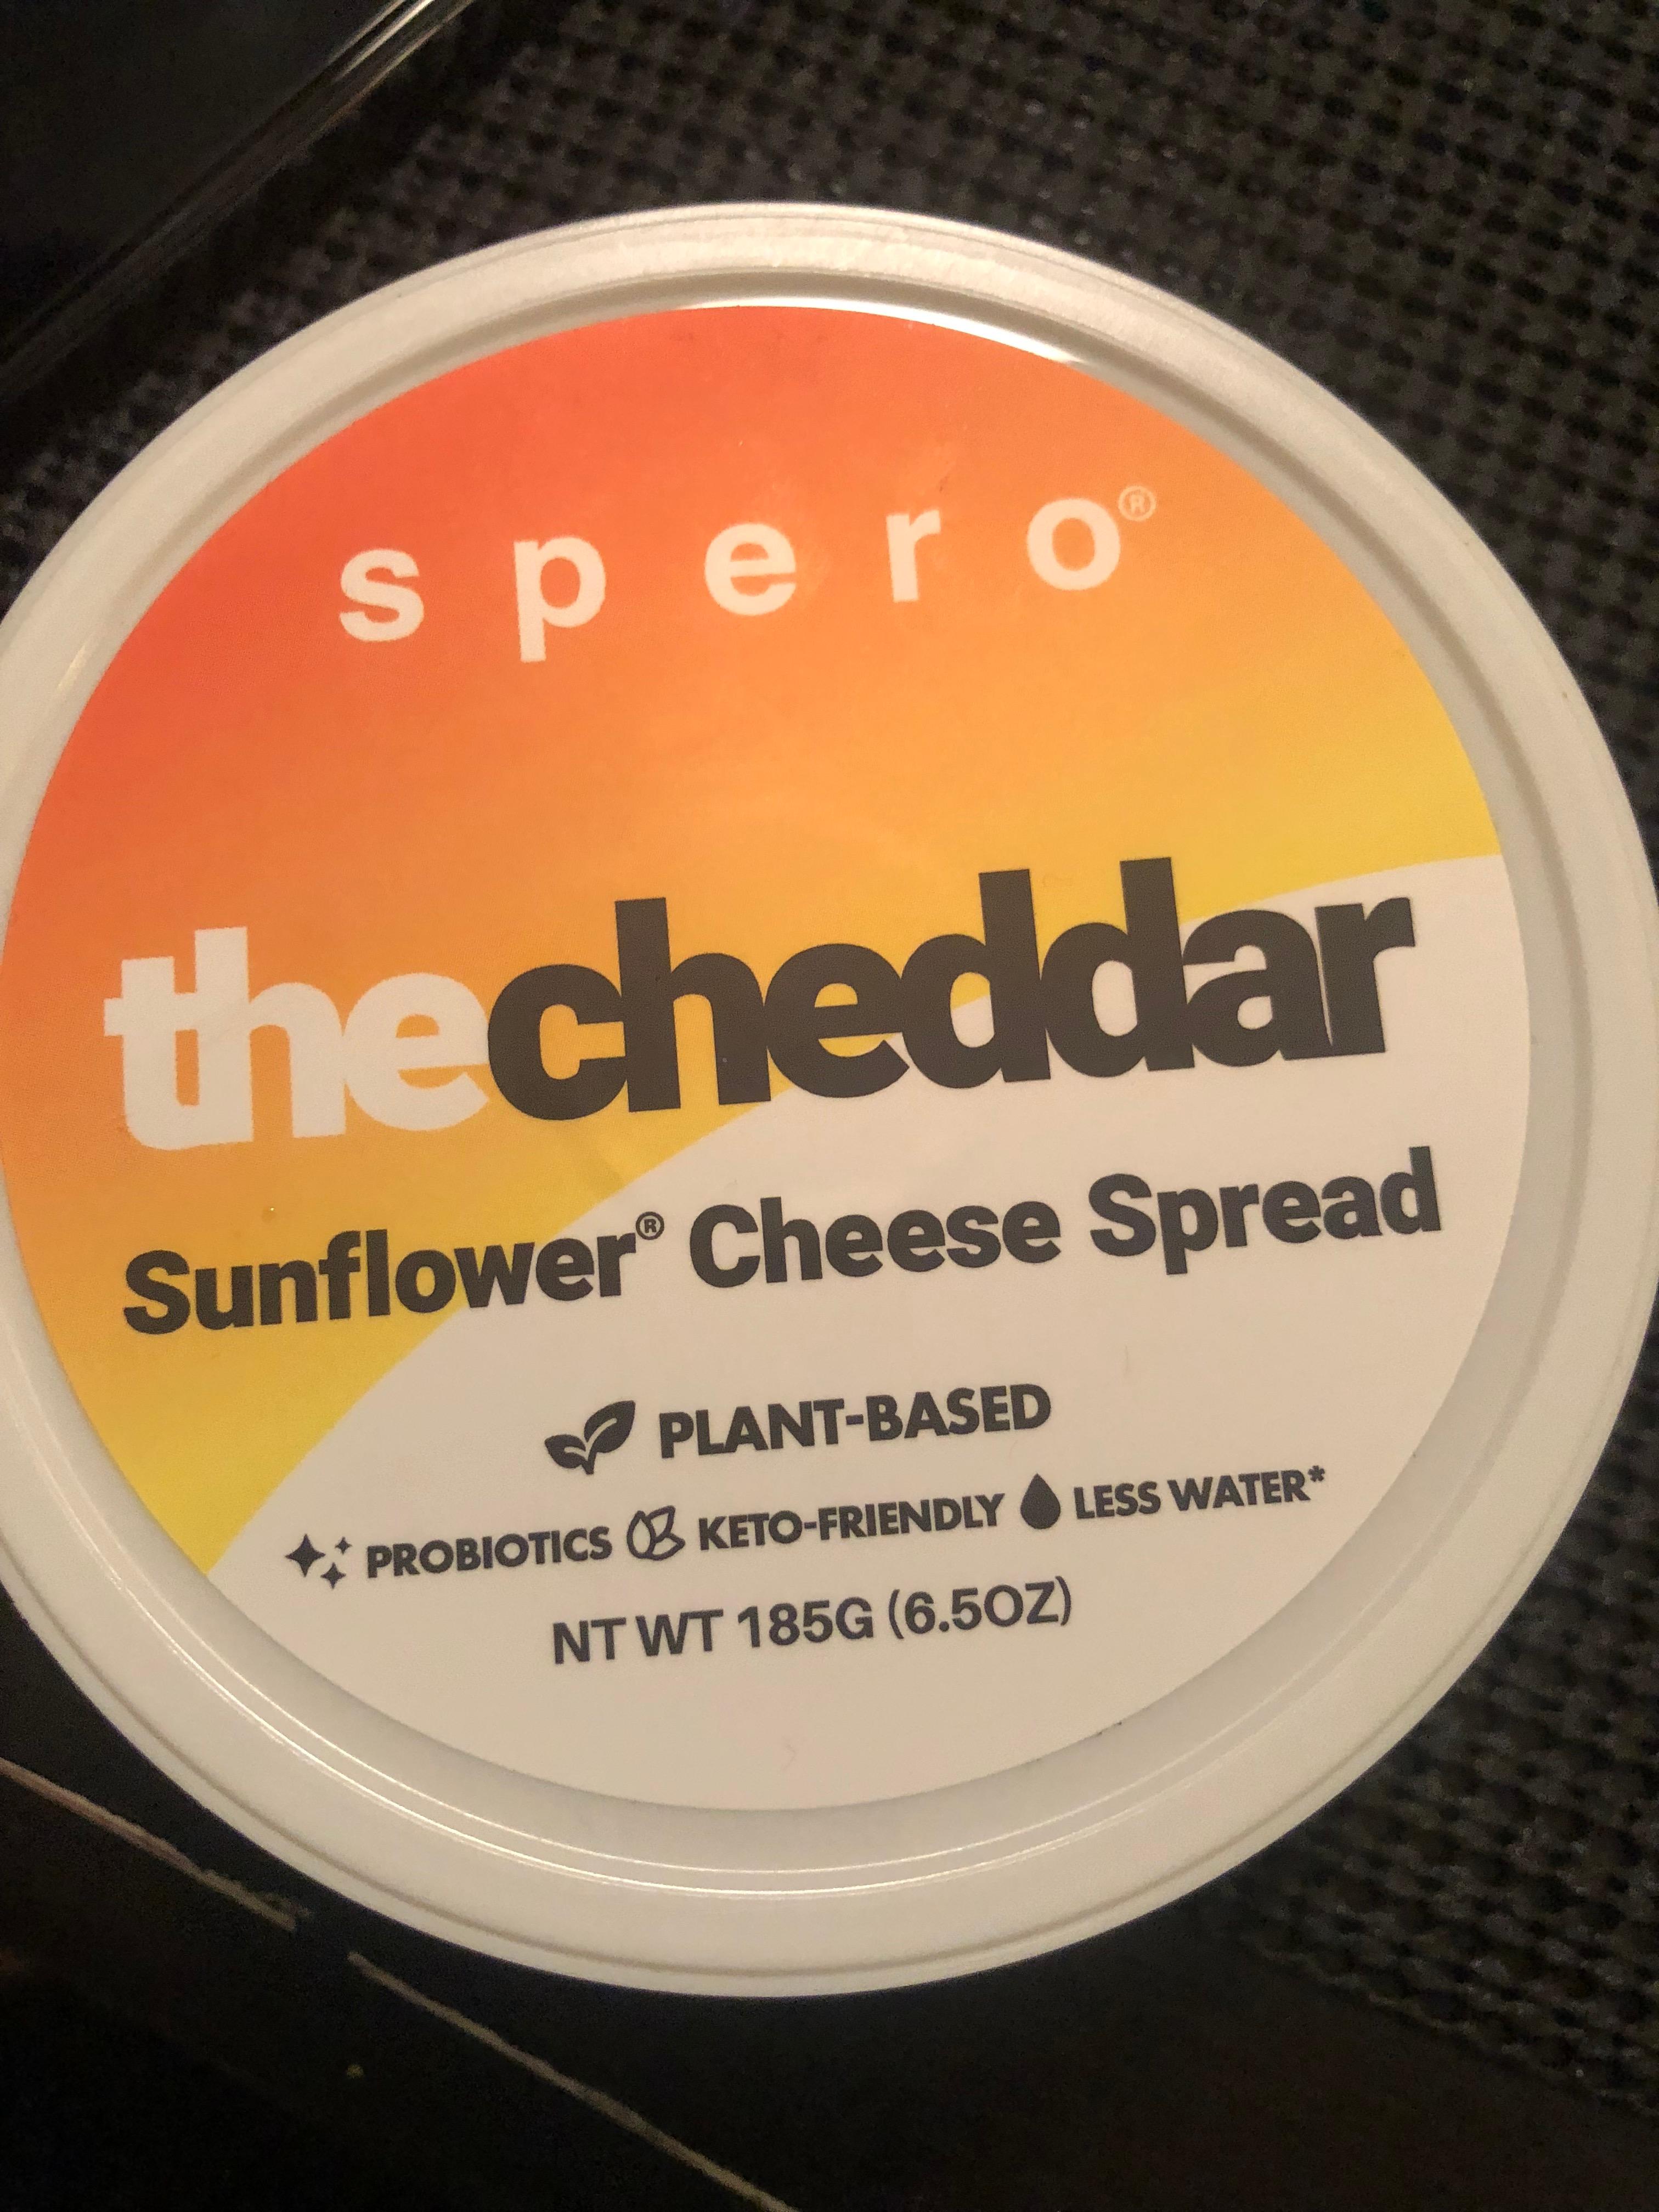 spero®
thecheddar
Sunflower® Cheese Spread
PLANT-BASED
PROBIOTICS KETO-FRIENDLY LESS WATER*
NT WT 185G (6.5OZ)